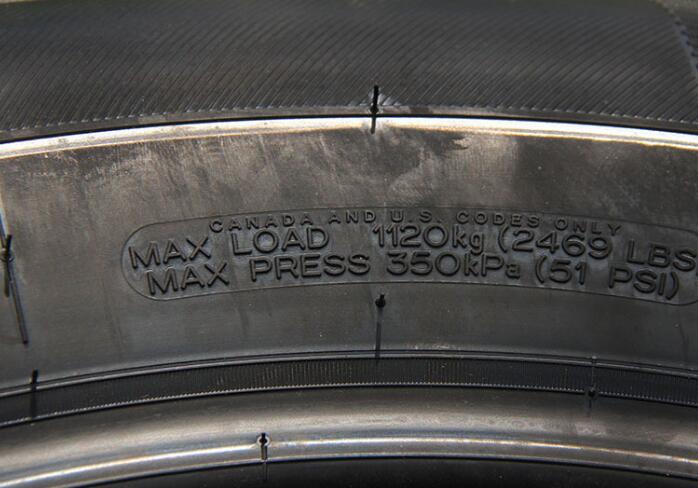 CANADA AND U.S. CODES ONLY
MAX LOAD 1120kg (2469 LBS
MAX PRESS 350kPa (51 PSI)